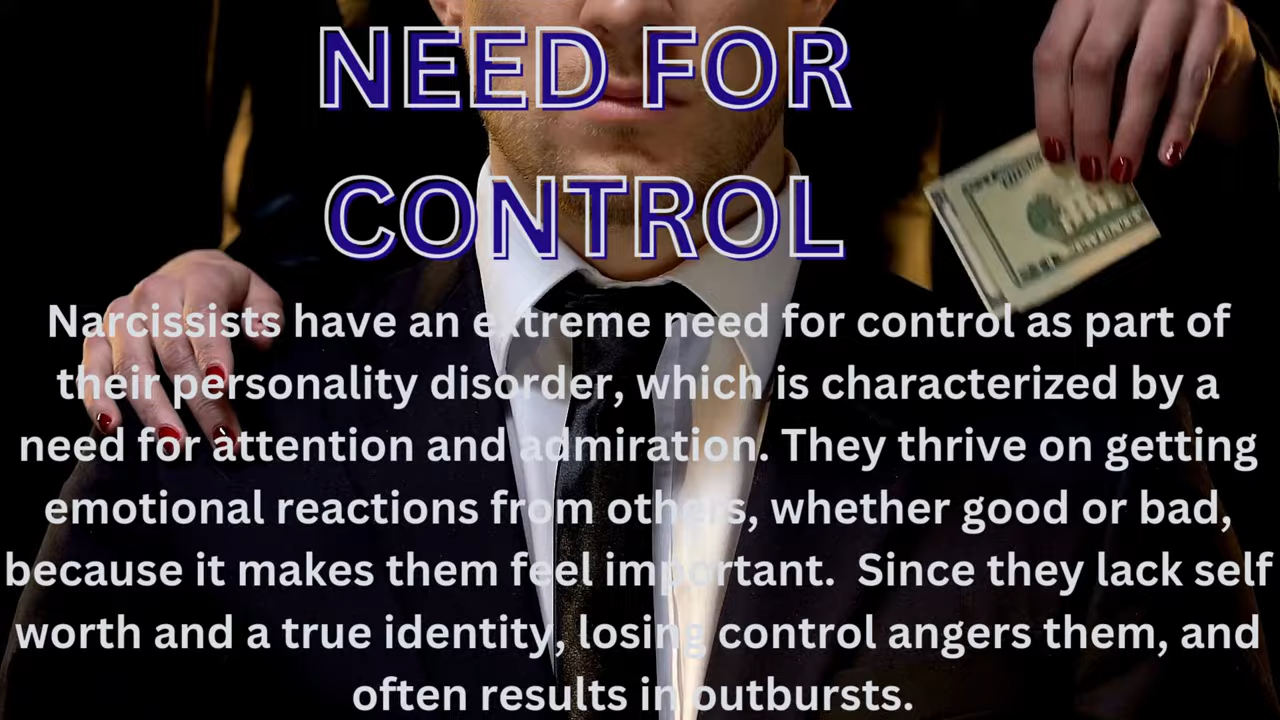 NEED FOR
CONTROL
Narcissists have an extreme need for control as part of
their personality disorder, which is characterized by a
need for attention and admiration. They thrive on getting
emotional reactions from others, whether good or bad,
because it makes them feel important.  Since they lack self
worth and a true identity, losing control angers them, and
often results in outbursts.